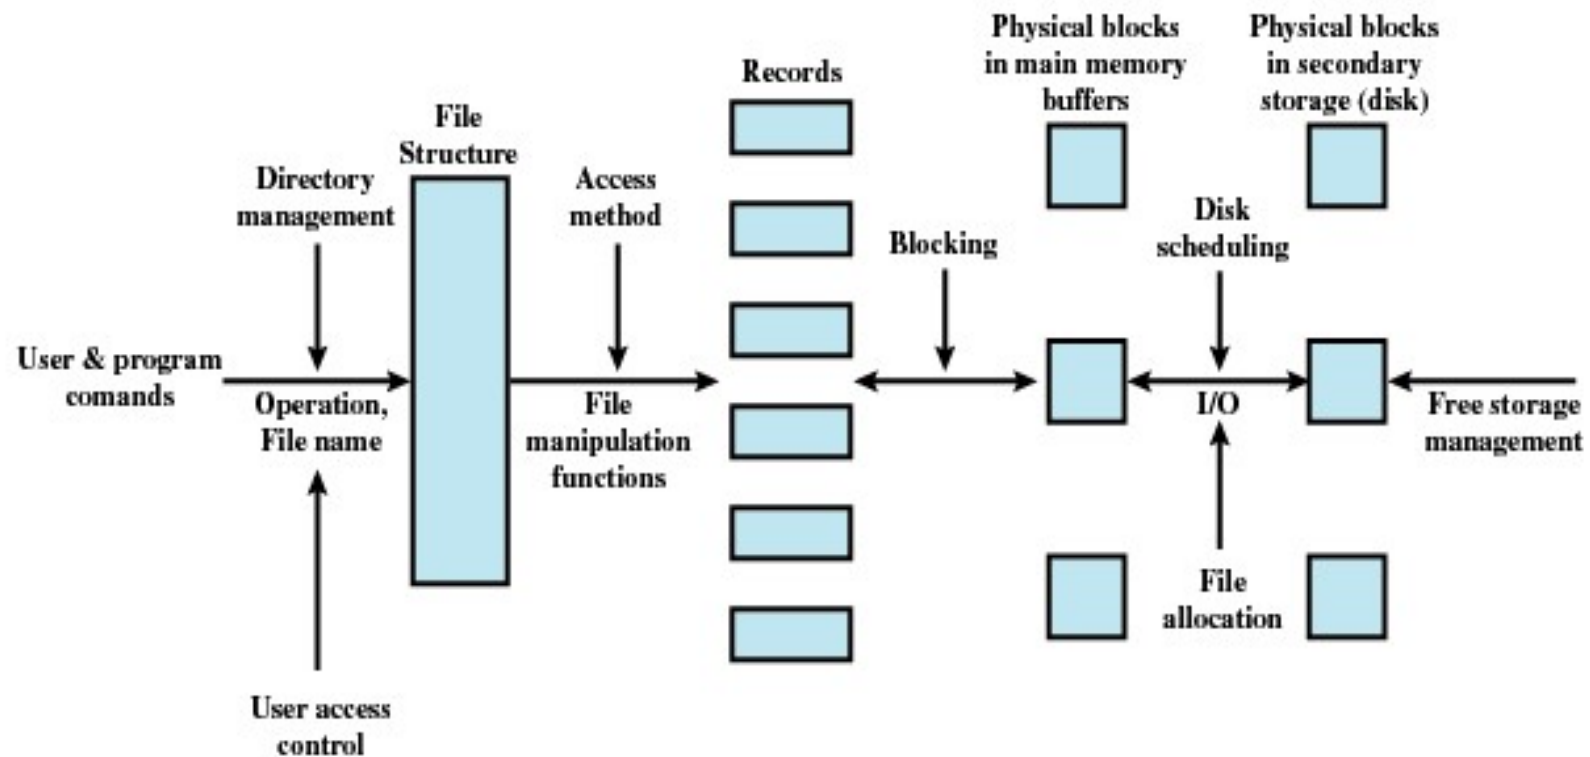 Physical blocks
in main memory
buffers
Physical blocks
in secondary
storage (disk)
Records
File
Structure
Directory
management
Access
method
Blocking
Disk
scheduling
User & program
comands
Operation,
File name
File
manipulation
functions
I/O
Free storage
management
File
allocation
User access
control